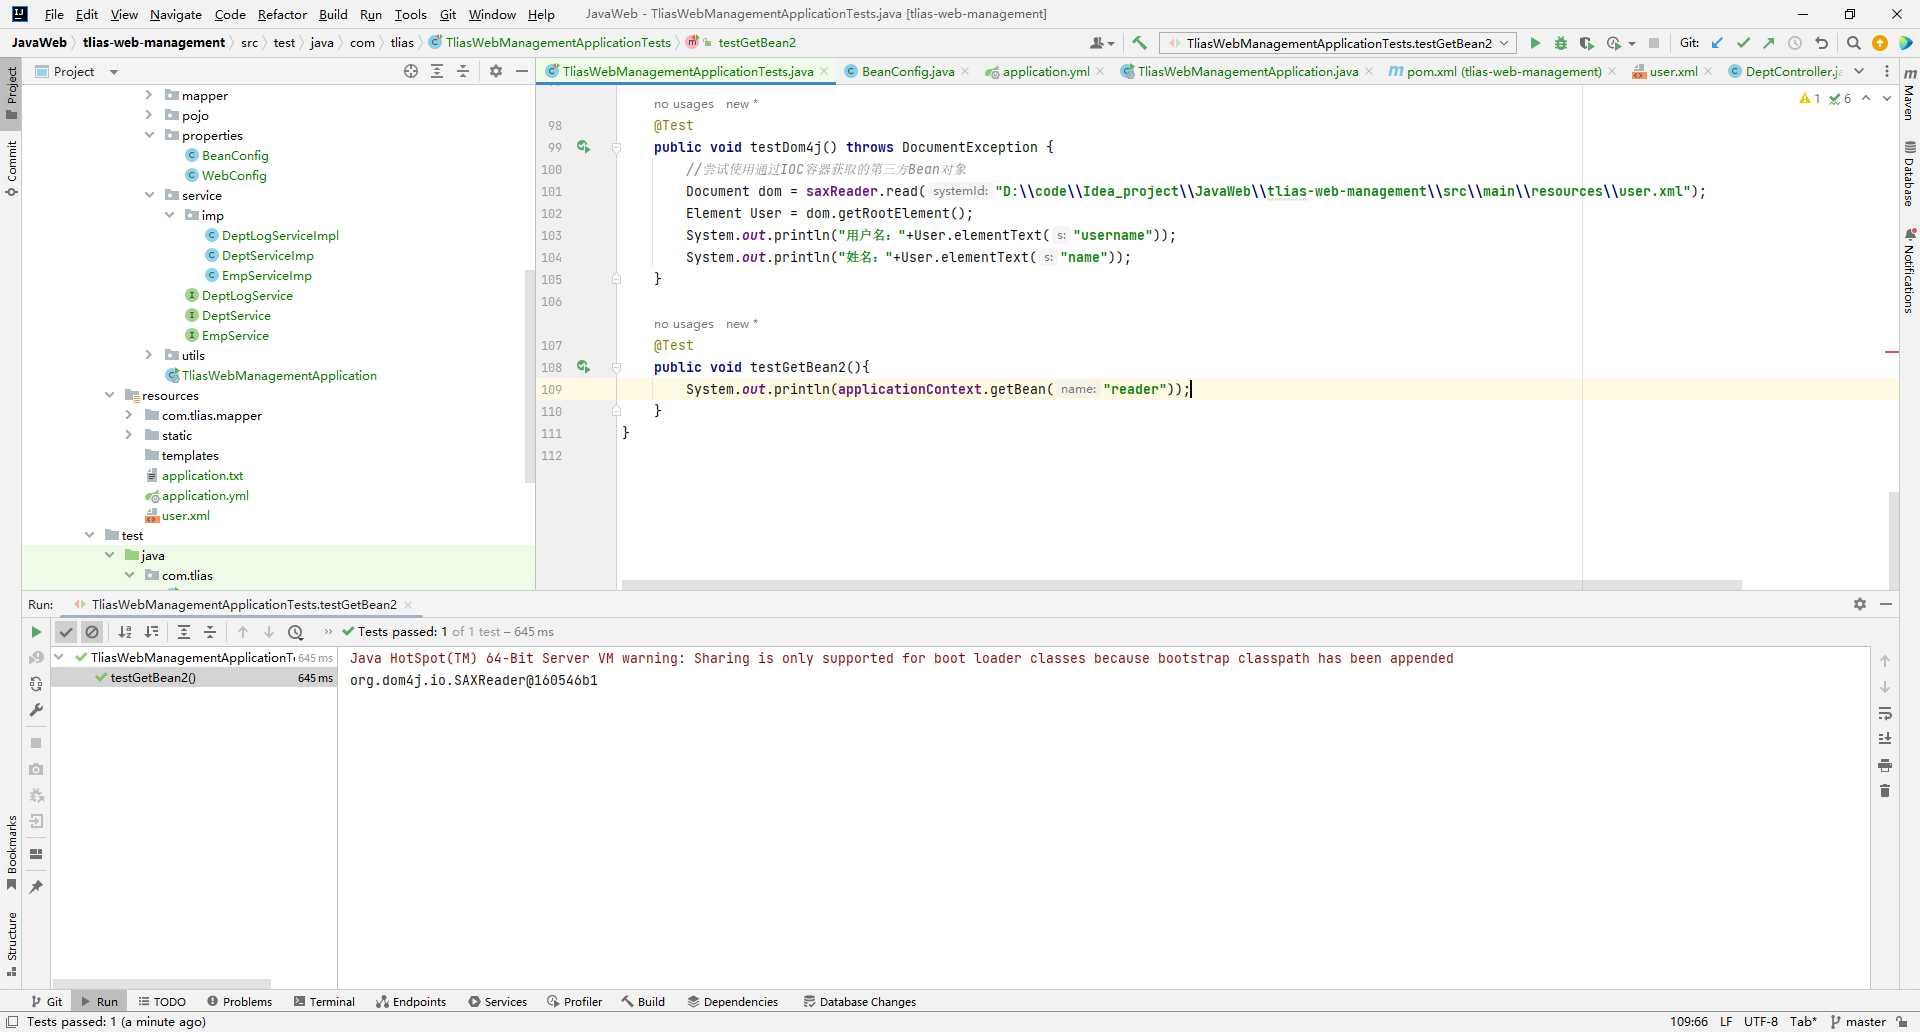 File Edit View Navigate Code Refactor Build Run Tools Git Window Help JavaWeb - TliasWebManagementApplicationTests.java [tlias-web-management]
JavaWeb tlias-web-management src test java com tlias TliasWebManagementApplicationTests testGetBean2 TliasWebManagementApplicationTests.testGetBean2 Git:
Project
TliasWebManagementApplicationTests.java BeanConfig.java application.yml TliasWebManagementApplication.java pom.xml (tlias-web-management) user.xml DeptController.ja
Project
Commit
Bookmarks
Structure
mapper
pojo
properties
BeanConfig
WebConfig
service
imp
DeptLogServiceImpl
DeptServiceImp
EmpServiceImp
DeptLogService
DeptService
EmpService
utils
TliasWebManagementApplication
resources
com.tlias.mapper
static
templates
application.txt
application.yml
user.xml
test
java
com.tlias
1 6
no usages new *
98 @Test
99 public void testDom4j() throws DocumentException {
100 //尝试使用通过IOC容器获取的第三方Bean对象
101 Document dom = saxReader.read( systemId: "D:\\code\\Idea_project\\JavaWeb\\tlias-web-management\\src\\main\\resources\\user.xml");
102 Element User = dom.getRootElement();
103 System.out.println("用户名："+User.elementText( s: "username"));
104 System.out.println("姓名："+User.elementText( s: "name"));
105 }
106
no usages new *
107 @Test
108 public void testGetBean2(){
109 System.out.println(applicationContext.getBean( name: "reader"));
110 }
111 }
112
Maven
Database
Notifications
Run: TliasWebManagementApplicationTests.testGetBean2
Tests passed: 1 of 1 test – 645 ms
TliasWebManagementApplicationT 645 ms
testGetBean2() 645 ms
Java HotSpot(TM) 64-Bit Server VM warning: Sharing is only supported for boot loader classes because bootstrap classpath has been appended
org.dom4j.io.SAXReader@160546b1
Git Run TODO Problems Terminal Endpoints Services Profiler Build Dependencies Database Changes
Tests passed: 1 (a minute ago) 109:66 LF UTF-8 Tab* master